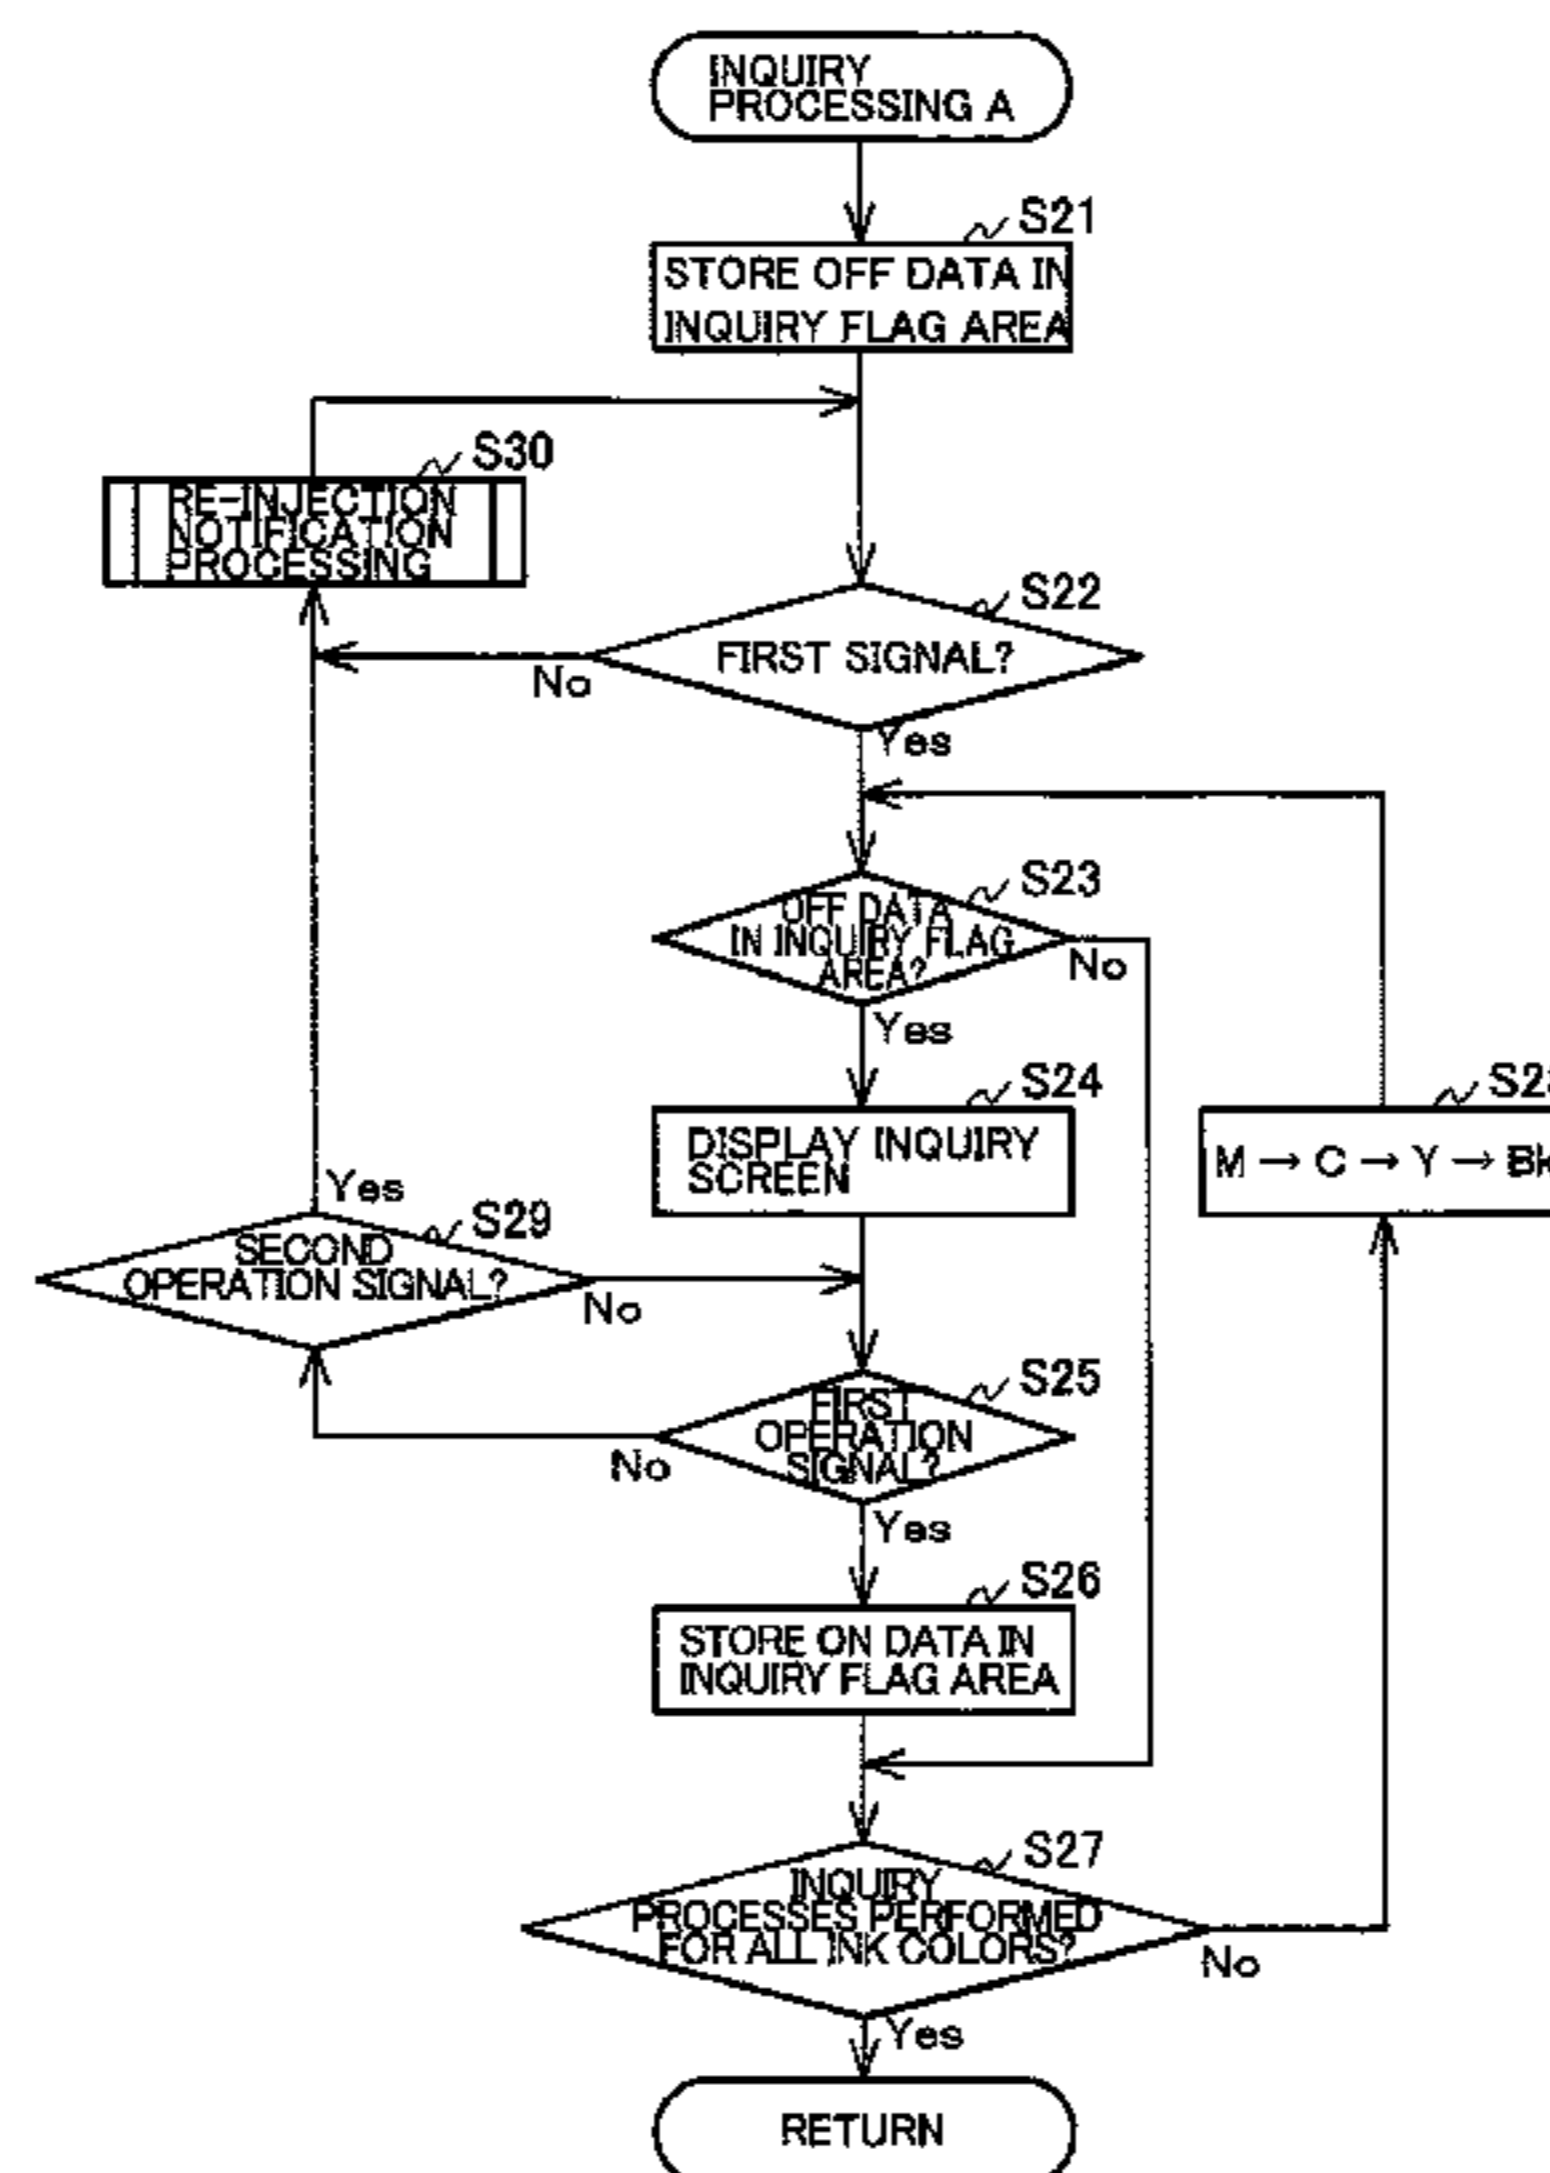 INQUIRY
PROCESSING A
S21
STORE OFF DATA IN
INQUIRY FLAG AREA
S30
RE-INJECTION
NOTIFICATION
PROCESSING
S22
FIRST SIGNAL?
No
Yes
S23
OFF DATA
IN INQUIRY FLAG
AREA?
No
Yes
S24
DISPLAY INQUIRY
SCREEN
M → C → Y → Bk
Yes
S29
SECOND
OPERATION SIGNAL?
No
S25
FIRST
OPERATION
SIGNAL?
No
Yes
S26
STORE ON DATA IN
INQUIRY FLAG AREA
S27
INQUIRY
PROCESSES PERFORMED
FOR ALL INK COLORS?
No
Yes
RETURN